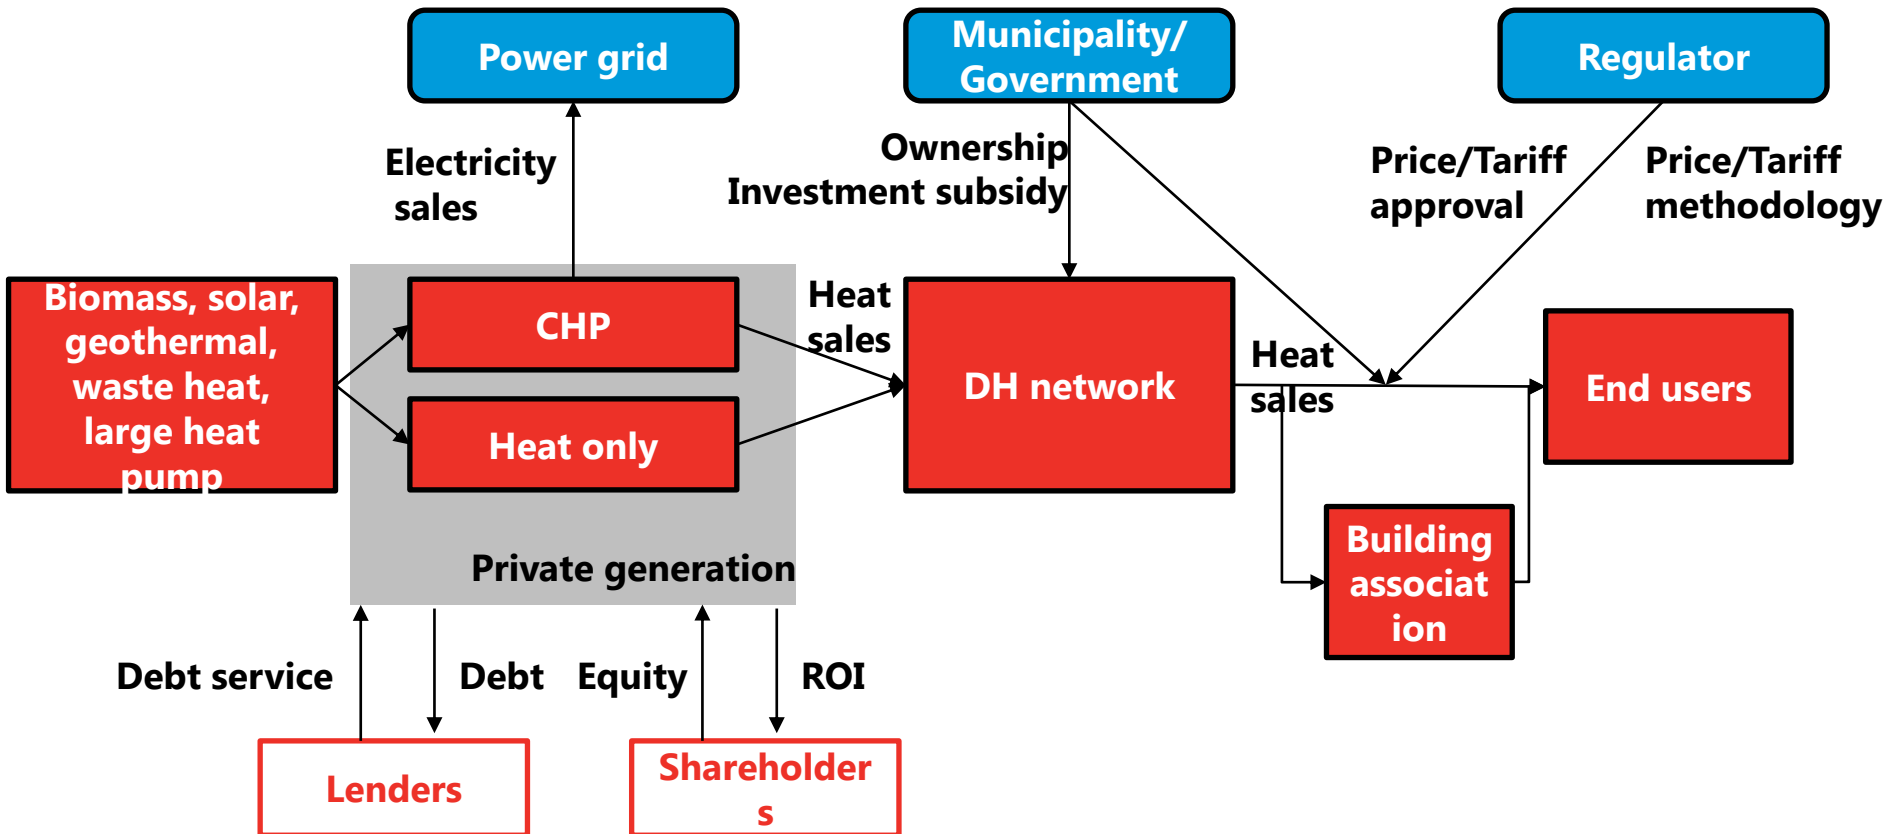 Power grid
Municipality/
Government
Regulator
Electricity
sales
Ownership
Investment subsidy
Price/Tariff
approval
Price/Tariff
methodology
Biomass, solar,
geothermal,
waste heat,
large heat
pump
CHP
Heat only
Private generation
Heat
sales
DH network
Heat
sales
End users
Building
associat
ion
Debt service
Debt
Equity
ROI
Lenders
Shareholder
s